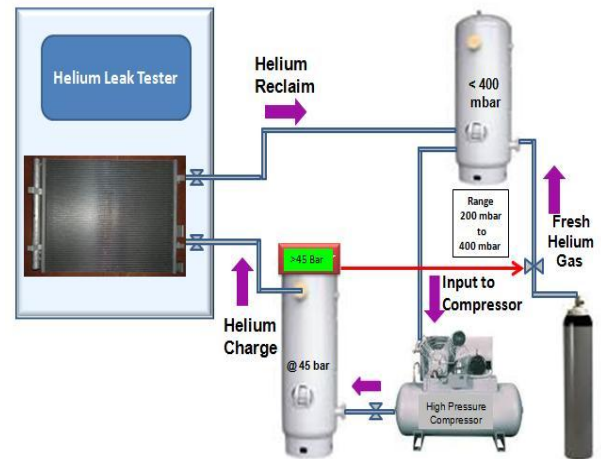 Helium Leak Tester
Helium
Reclaim
< 400
mbar
Range
200 mbar
to
400 mbar
Fresh
Helium
Gas
>45 Bar
Input to
Compressor
Helium
Charge
@ 45 bar
High Pressure
Compressor